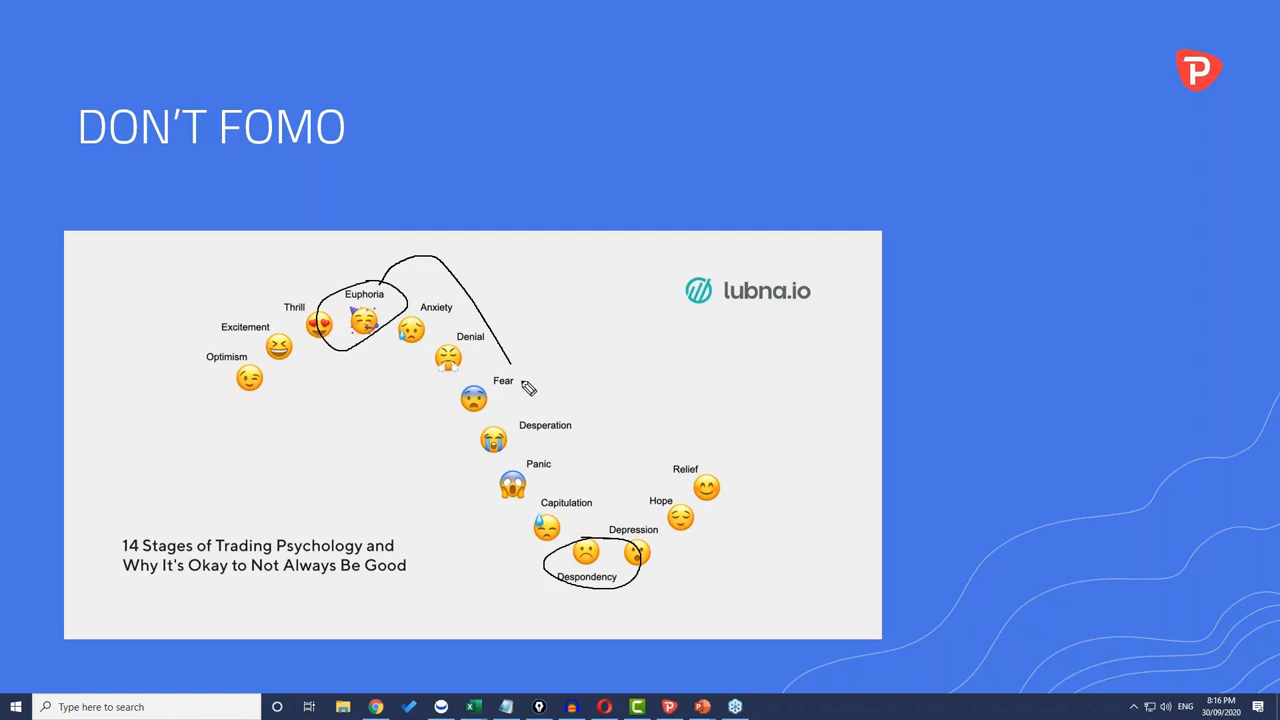 P
DON'T FOMO
lubna.io
Euphoria
Thrill
Anxiety
Excitement
Denial
Optimism
Fear
Desperation
Panic
Relief
Capitulation
Hope
Depression
Despondency
14 Stages of Trading Psychology and
Why It's Okay to Not Always Be Good
Type here to search
ENG
8:16 PM
30/09/2020